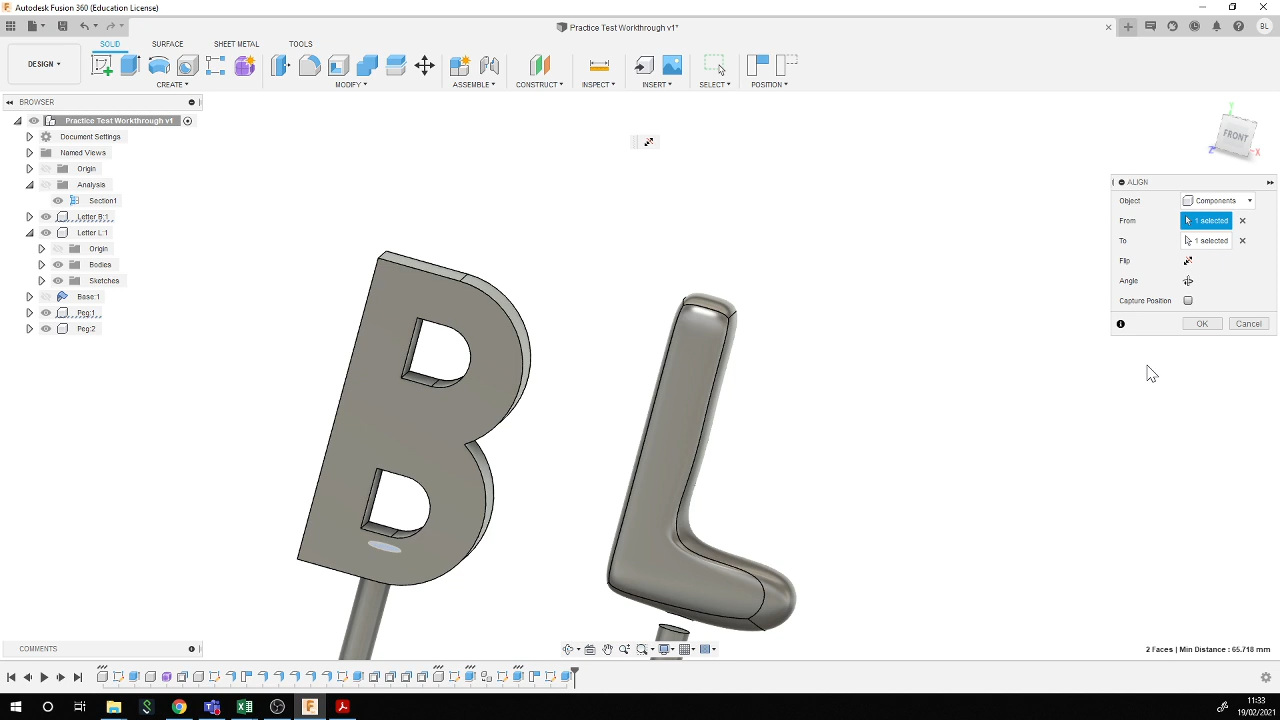 Autodesk Fusion 360 (Education License)
Practice Test Workthrough v1*
BL
DESIGN
SOLID SURFACE SHEET METAL TOOLS
CREATE MODIFY ASSEMBLE CONSTRUCT INSPECT INSERT SELECT POSITION
BROWSER
Practice Test Workthrough v1
Document Settings
Named Views
Origin
Analysis
Section1
Letter B:1
Letter L:1
Origin
Bodies
Sketches
Base:1
Peg:1
Peg:2
Y
FRONT
Z X
ALIGN
Object Components
From 1 selected
To 1 selected
Flip
Angle
Capture Position
OK Cancel
B L
COMMENTS
2 Faces | Min Distance : 65.718 mm
11:33
19/02/2021